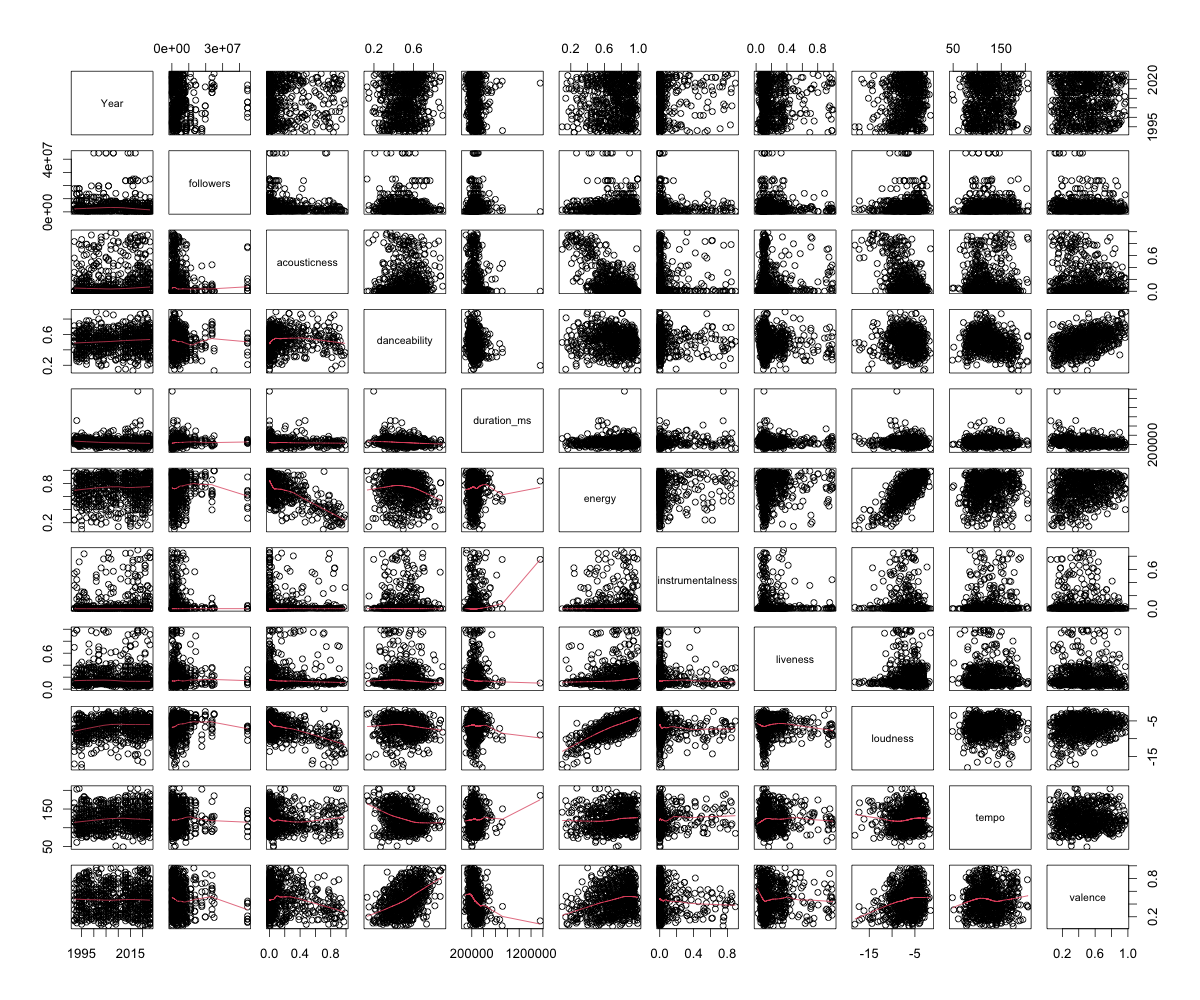 0e+00 3e+07 0.2 0.6 0.2 0.6 1.0 0.0 0.4 0.8 50 150
Year 1995 2020
0e+00 4e+07 followers
acousticness 0.0 0.6
0.2 0.6 danceability
duration_ms 200000
0.2 0.8 energy
instrumentalness 0.0 0.6
0.0 0.6 liveness
loudness -15 -5
50 150 tempo
valence 0.2 0.8
1995 2015 0.0 0.4 0.8 200000 1200000 0.0 0.4 0.8 -15 -5 0.2 0.6 1.0